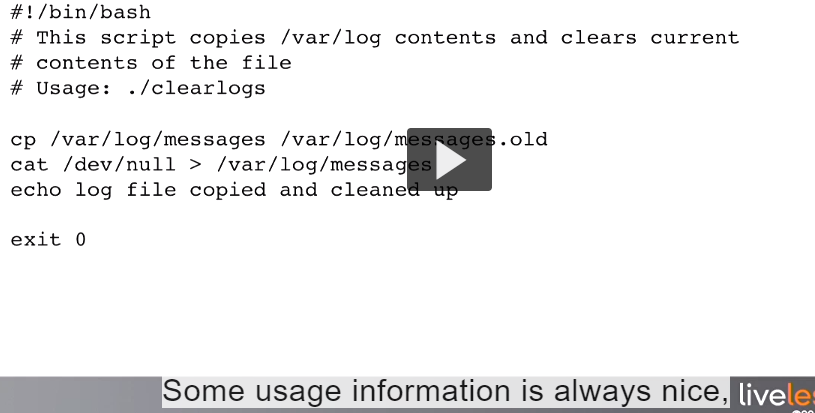 #!/bin/bash
# This script copies /var/log contents and clears current
# contents of the file
# Usage: ./clearlogs
cp /var/log/messages /var/log/messages.old
cat /dev/null > /var/log/messages
echo log file copied and cleaned up
exit 0
Some usage information is always nice,
livele